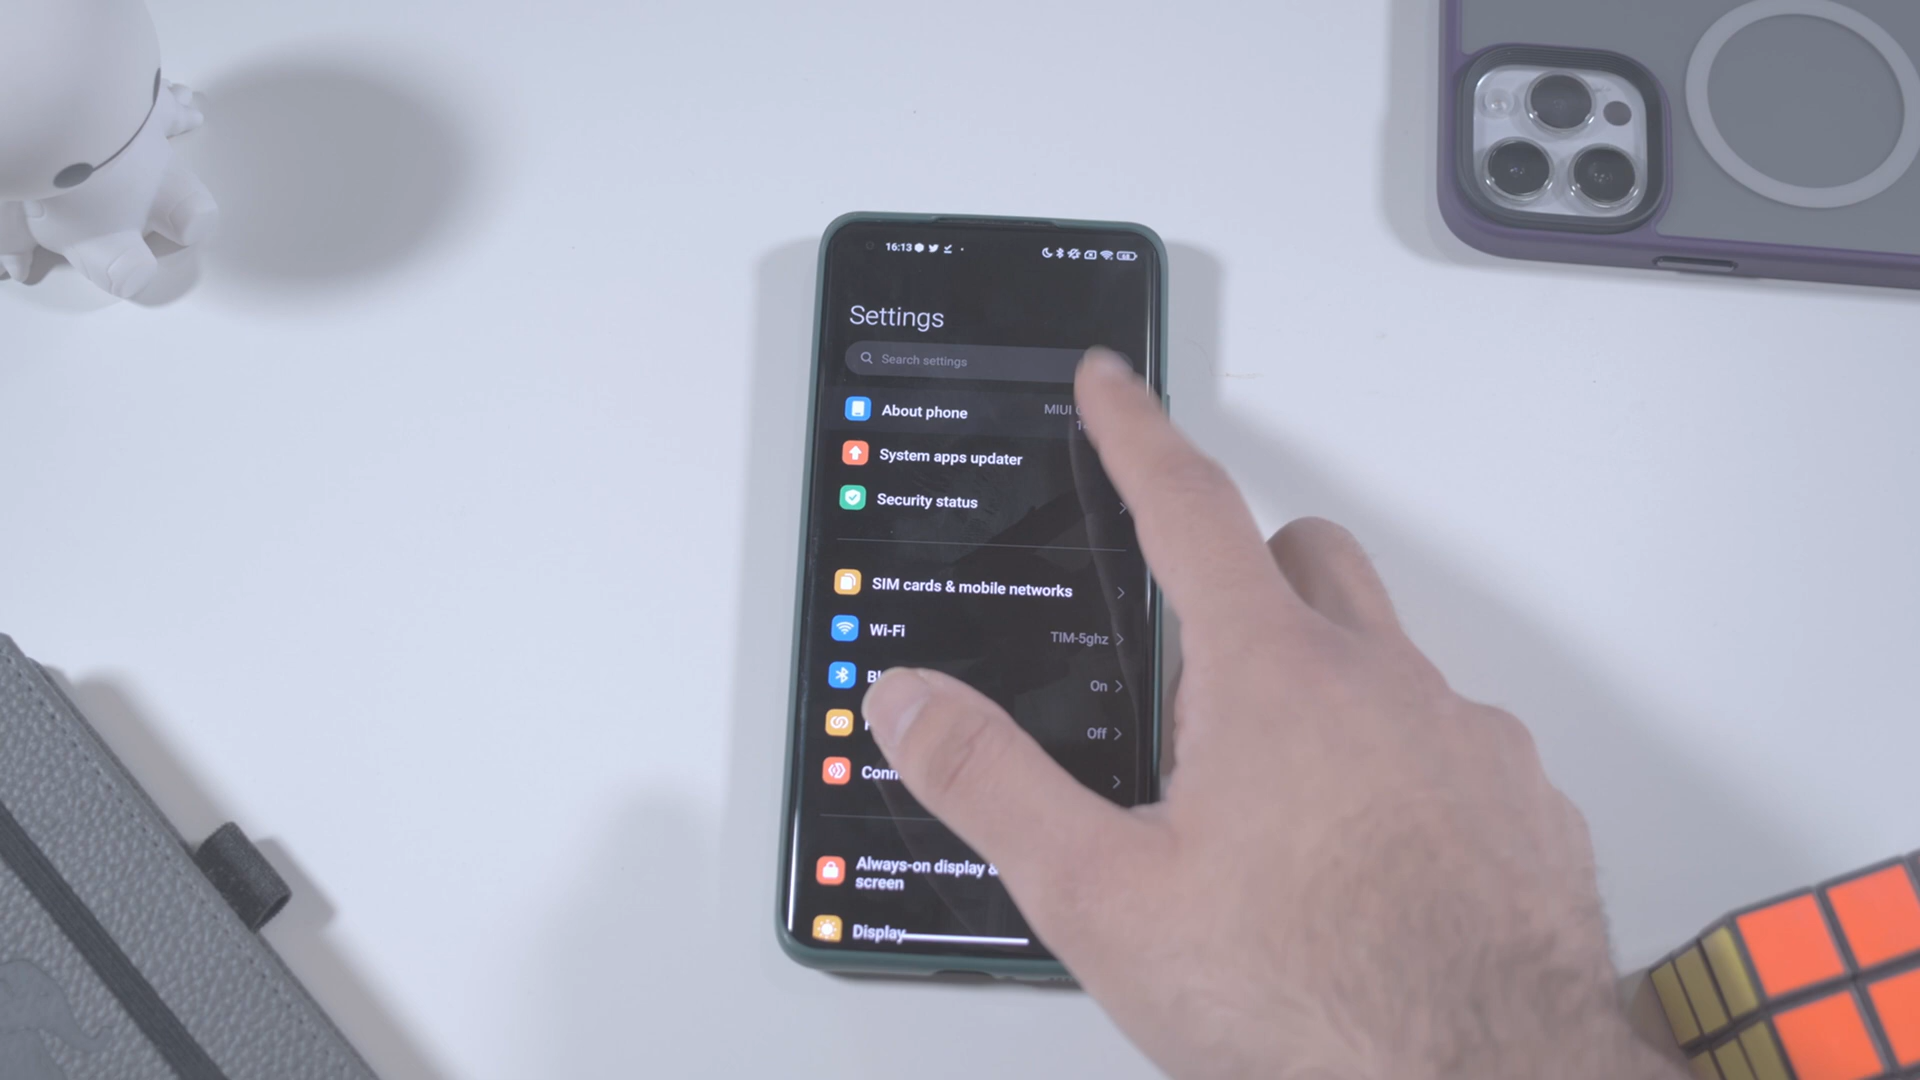 16:13
Settings
Search settings
About phone
MIUI
System apps updater
Security status
SIM cards & mobile networks
Wi-Fi
TIM-5ghz
On
Off
Always-on display &
screen
Display